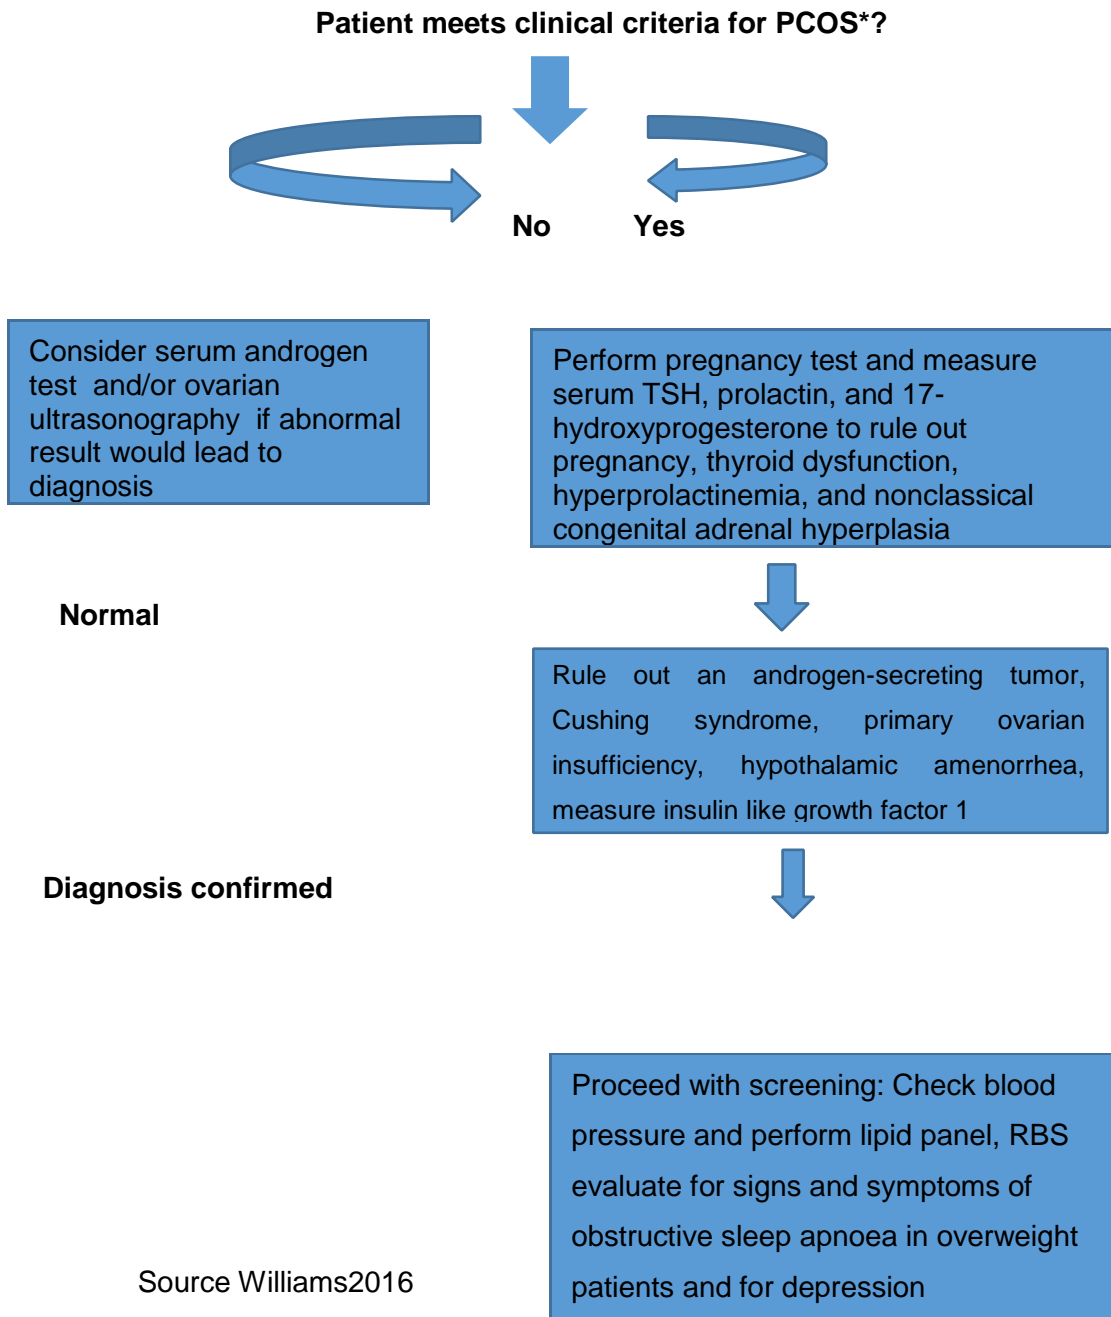 Patient meets clinical criteria for PCOS*?
No Yes
Consider serum androgen
test and/or ovarian
ultrasonography if abnormal
result would lead to
diagnosis
Perform pregnancy test and measure
serum TSH, prolactin, and 17-
hydroxyprogesterone to rule out
pregnancy, thyroid dysfunction,
hyperprolactinemia, and nonclassical
congenital adrenal hyperplasia
Normal
Rule out an androgen-secreting tumor,
Cushing syndrome, primary ovarian
insufficiency, hypothalamic amenorrhea,
measure insulin like growth factor 1
Diagnosis confirmed
Proceed with screening: Check blood
pressure and perform lipid panel, RBS
evaluate for signs and symptoms of
obstructive sleep apnoea in overweight
patients and for depression
Source Williams2016